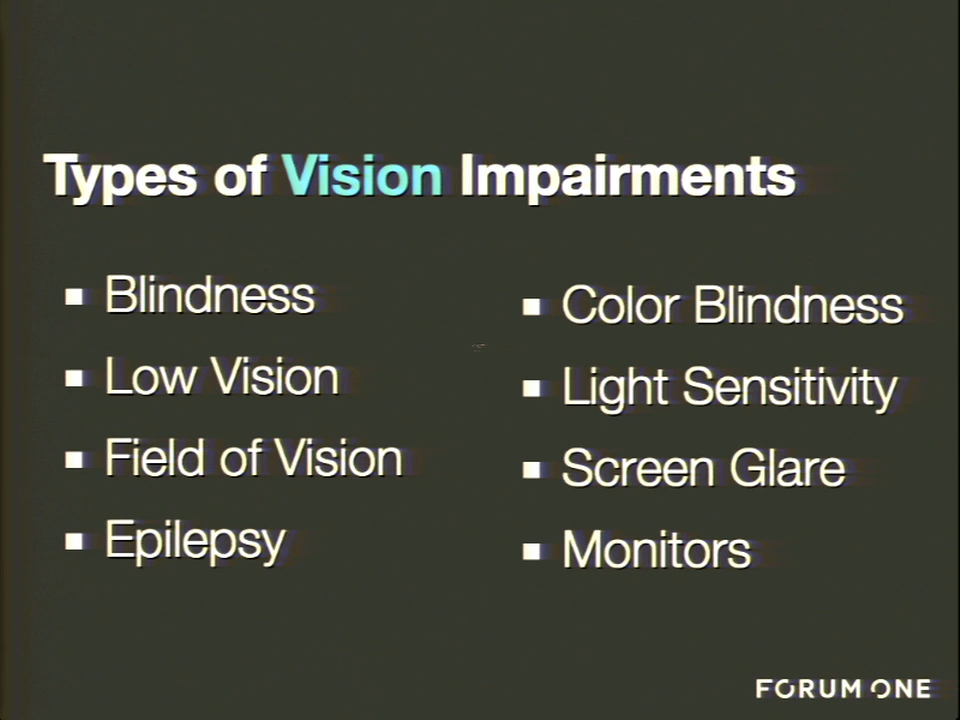 Types of Vision Impairments
Blindness
Low Vision
Field of Vision
Epilepsy
Color Blindness
Light Sensitivity
Screen Glare
Monitors
FORUM ONE